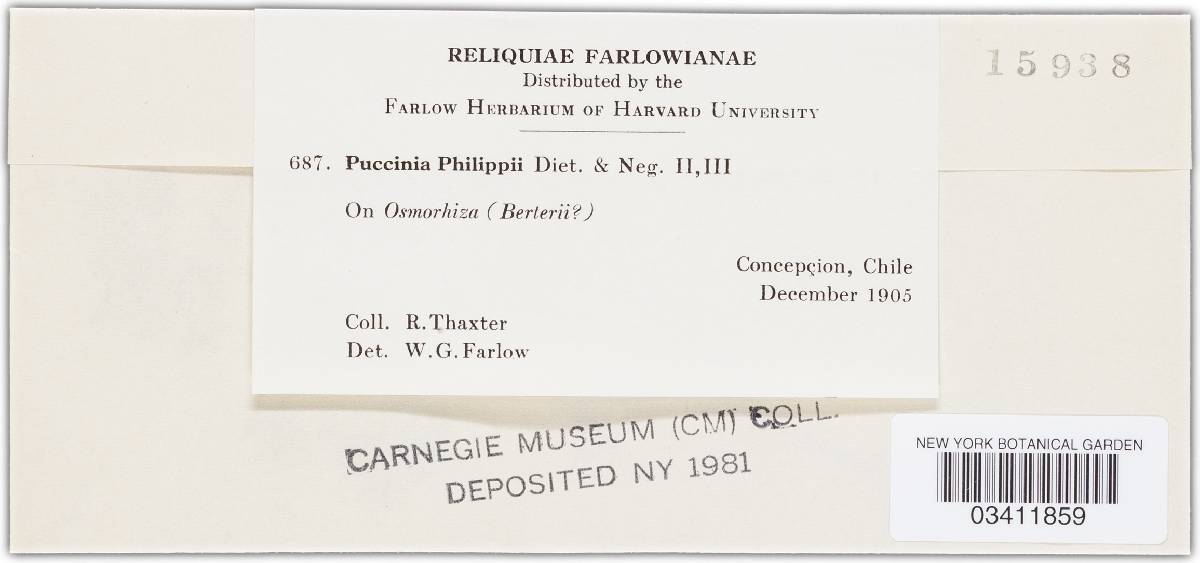 RELIQUIAE FARLOWIANAE
Distributed by the
FARLOW HERBARIUM OF HARVARD UNIVERSITY
15938
687. Puccinia Philippii Diet. & Neg. II,III
On Osmorhiza (Berterii?)
Concepçion, Chile
December 1905
Coll. R.Thaxter
Det. W.G.Farlow
CARNEGIE MUSEUM (CM) COLL.
DEPOSITED NY 1981
NEW YORK BOTANICAL GARDEN
03411859